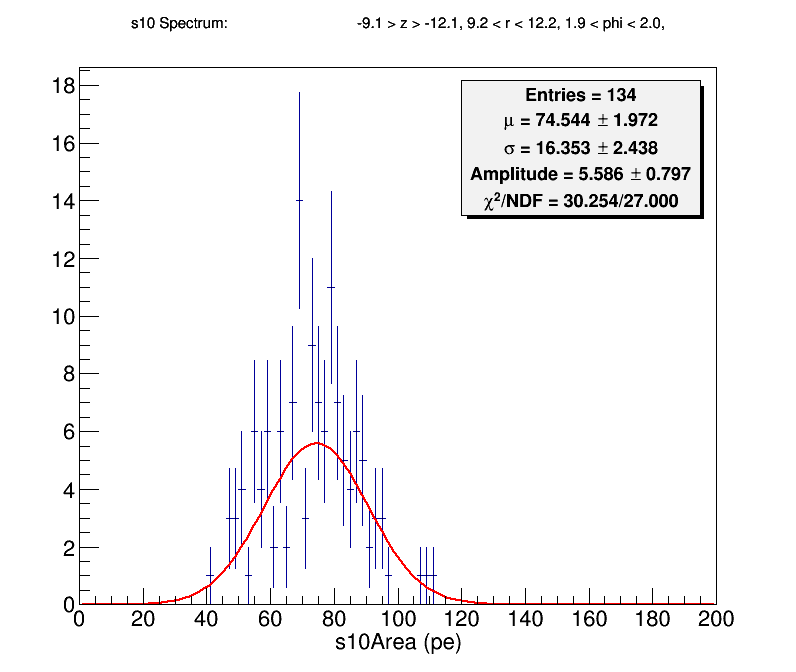 s10 Spectrum: -9.1 > z > -12.1, 9.2 < r < 12.2, 1.9 < phi < 2.0,
Entries = 134
μ = 74.544 ± 1.972
σ = 16.353 ± 2.438
Amplitude = 5.586 ± 0.797
χ²/NDF = 30.254/27.000
18
16
14
12
10
8
6
4
2
0
0 20 40 60 80 100 120 140 160 180 200
s10Area (pe)